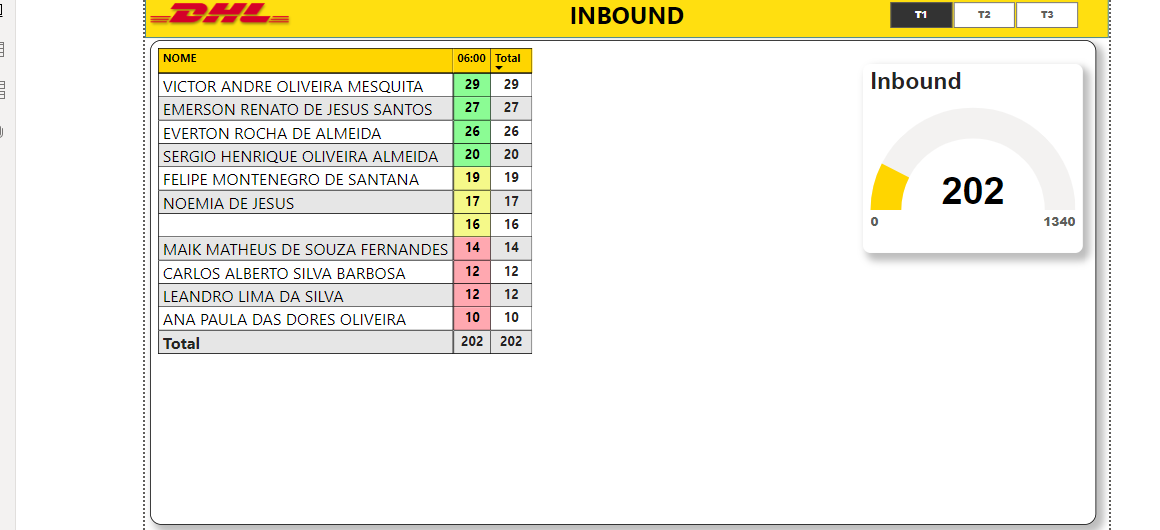 DHL INBOUND T1 T2 T3
NOME 06:00 Total
VICTOR ANDRE OLIVEIRA MESQUITA 29 29
EMERSON RENATO DE JESUS SANTOS 27 27
EVERTON ROCHA DE ALMEIDA 26 26
SERGIO HENRIQUE OLIVEIRA ALMEIDA 20 20
FELIPE MONTENEGRO DE SANTANA 19 19
NOEMIA DE JESUS 17 17
16 16
MAIK MATHEUS DE SOUZA FERNANDES 14 14
CARLOS ALBERTO SILVA BARBOSA 12 12
LEANDRO LIMA DA SILVA 12 12
ANA PAULA DAS DORES OLIVEIRA 10 10
Total 202 202
Inbound
202
0 1340